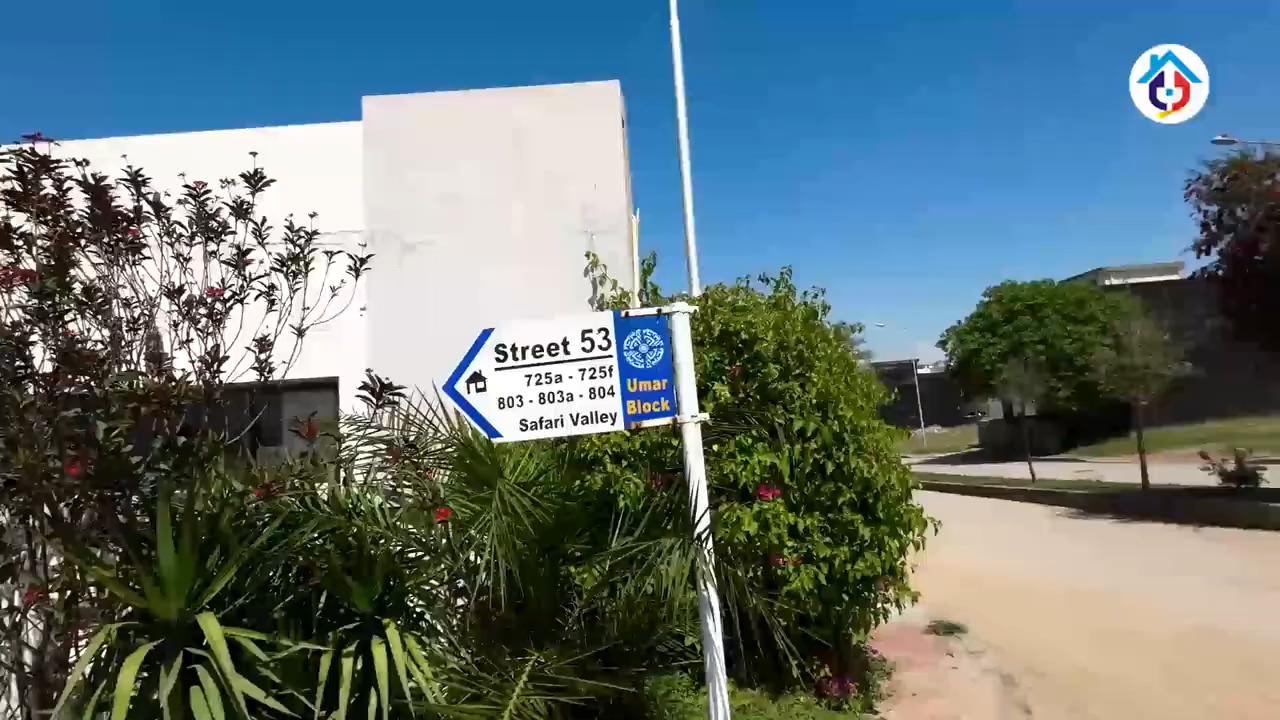 Street 53
725a - 725f
803 - 803a - 804
Safari Valley
Umar
Block